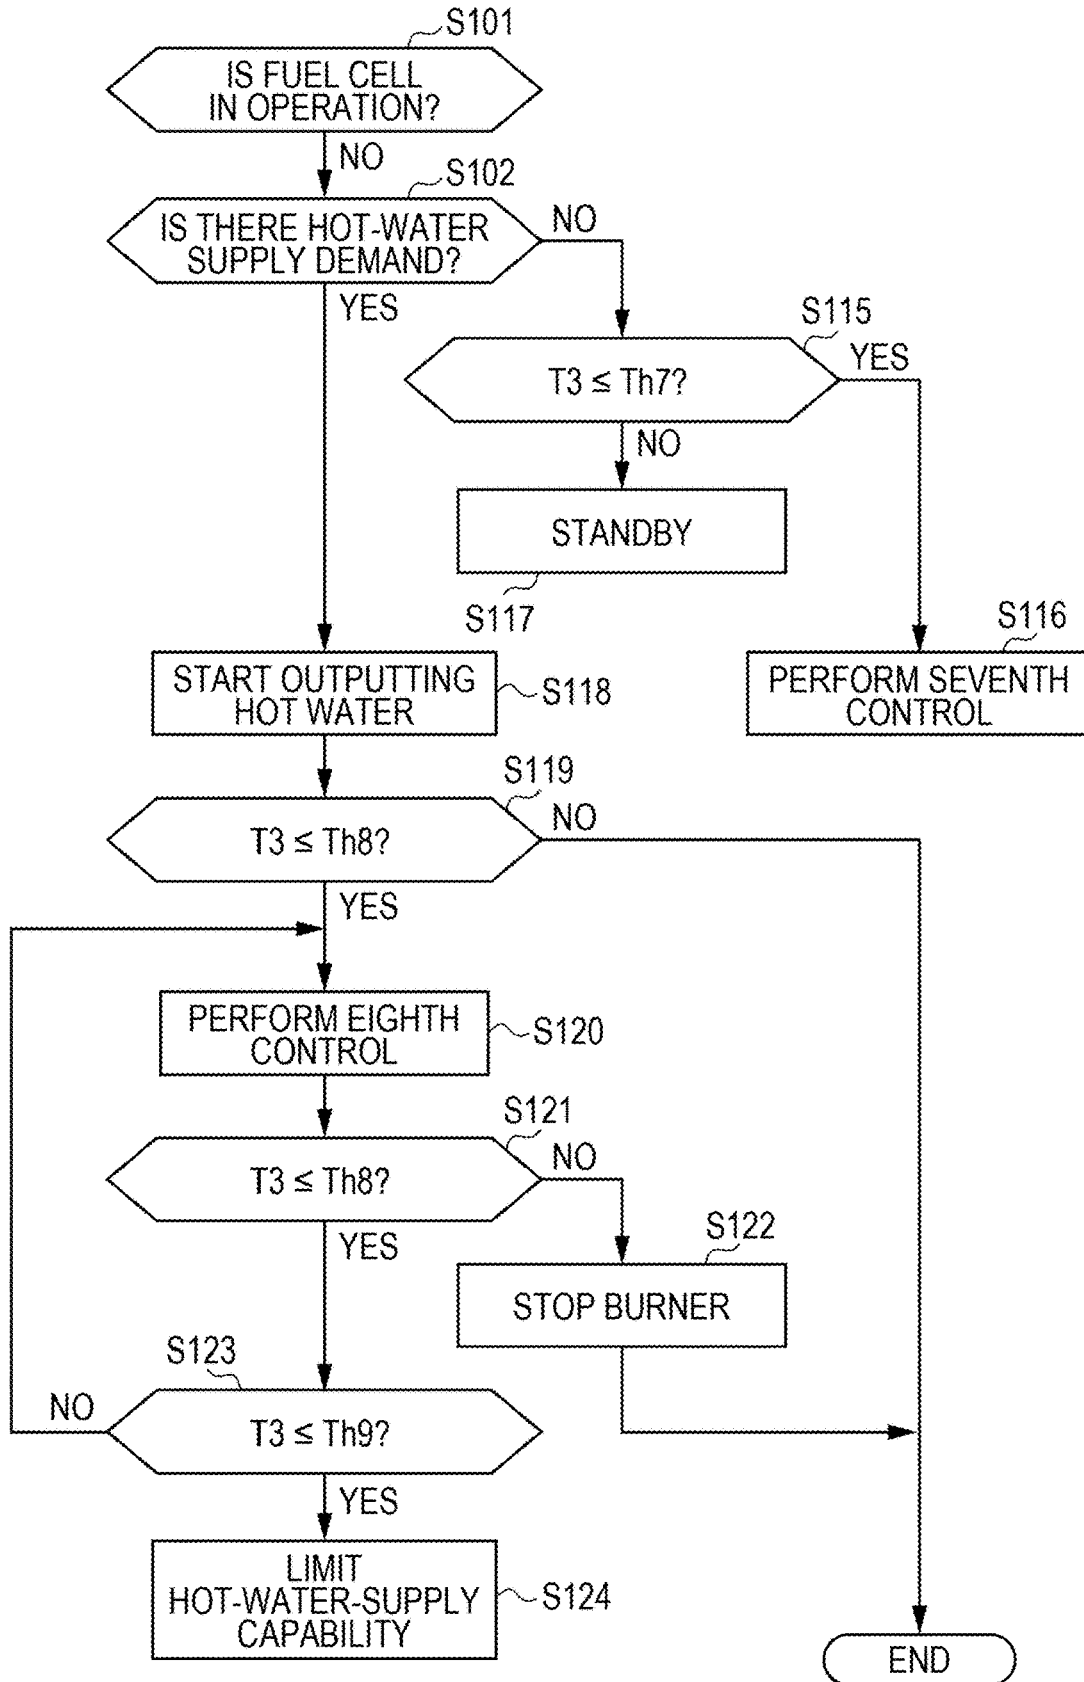 S101
IS FUEL CELL
IN OPERATION?
NO
S102
IS THERE HOT-WATER
SUPPLY DEMAND?
NO
YES
S115
T3 ≤ Th7?
YES
NO
STANDBY
S117
S116
PERFORM SEVENTH
CONTROL
START OUTPUTTING
HOT WATER
S118
S119
T3 ≤ Th8?
NO
YES
PERFORM EIGHTH
CONTROL
S120
S121
T3 ≤ Th8?
NO
YES
S122
STOP BURNER
S123
T3 ≤ Th9?
NO
YES
LIMIT
HOT-WATER-SUPPLY
CAPABILITY
S124
END